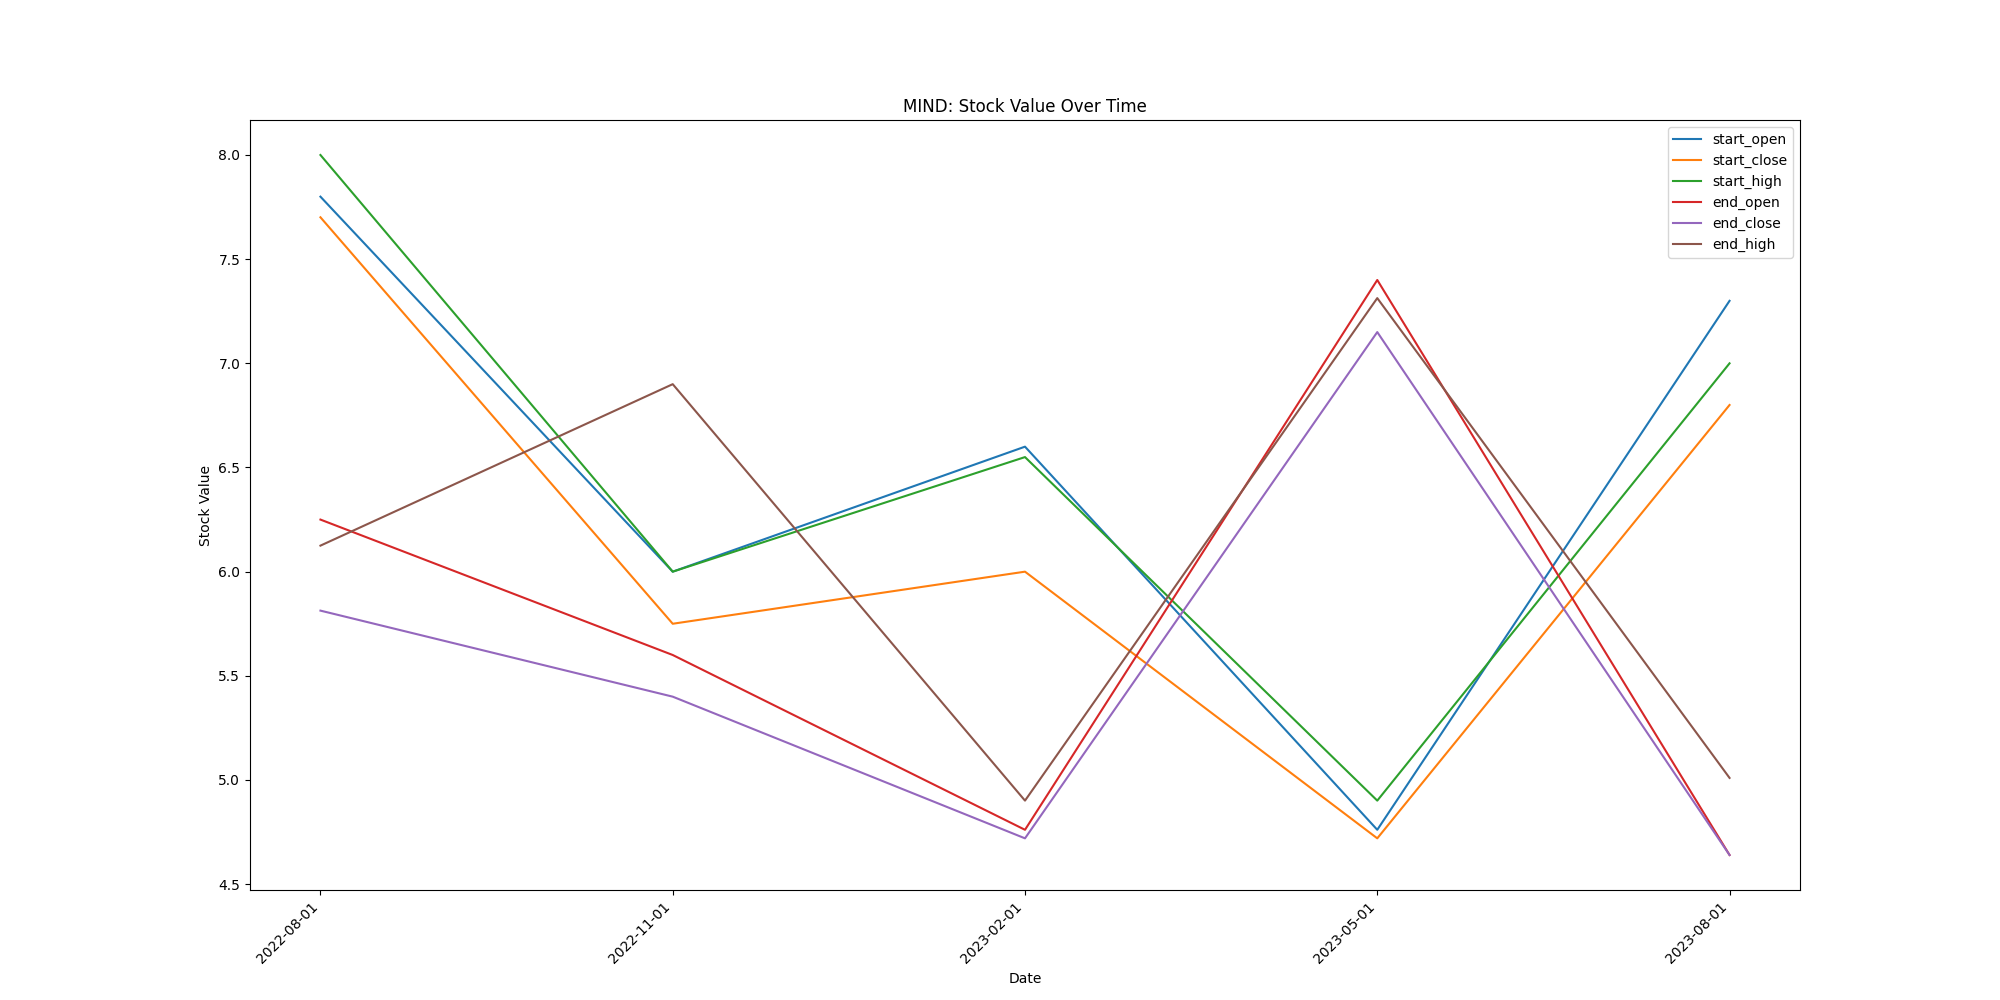 MIND: Stock Value Over Time
start_open
start_close
start_high
end_open
end_close
end_high
Stock Value
8.0
7.5
7.0
6.5
6.0
5.5
5.0
4.5
2022-08-01
2022-11-01
2023-02-01
2023-05-01
2023-08-01
Date